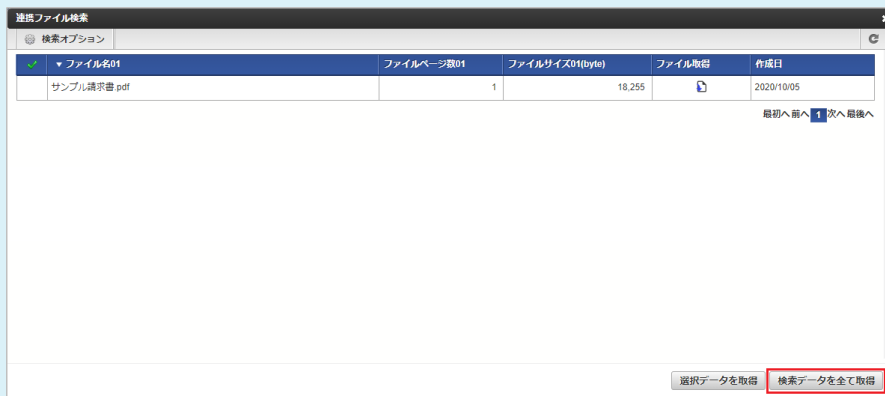 連携ファイル検索
検索オプション
▼ファイル名01 ファイルページ数01 ファイルサイズ01(byte) ファイル取得 作成日
サンプル請求書.pdf 1 18,255 2020/10/05
最初へ 前へ 1 次へ 最後へ
選択データを取得 検索データを全て取得